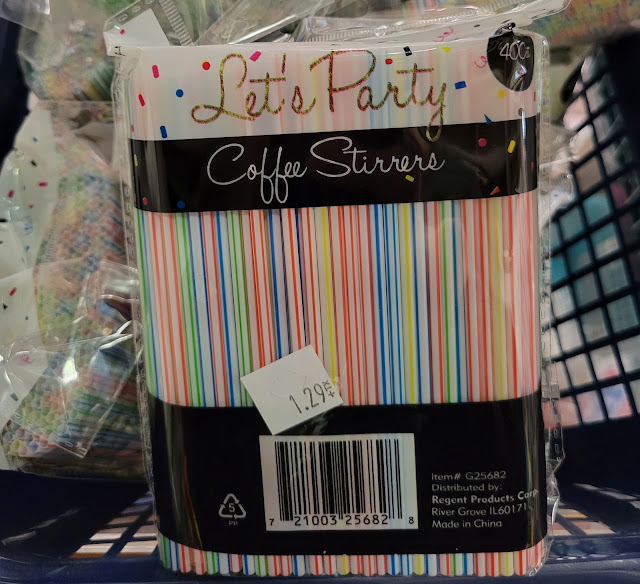 400
Let's Party
Coffee Stirrers
1.29
5
PP
7 21003 25682 8
Item# G25682
Distributed by:
Regent Products Corp
River Grove IL60171
Made in China